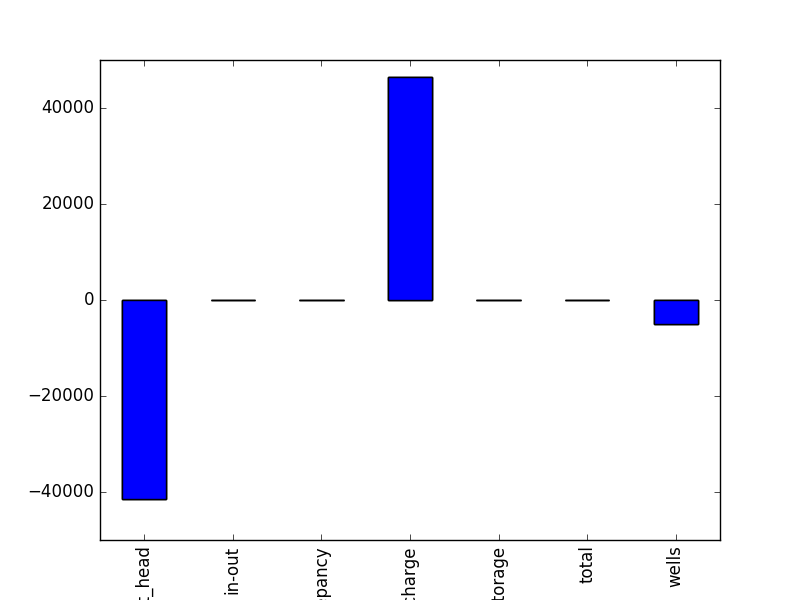 40000
20000
0
−20000
−40000
_head
in-out
pancy
charge
torage
total
wells